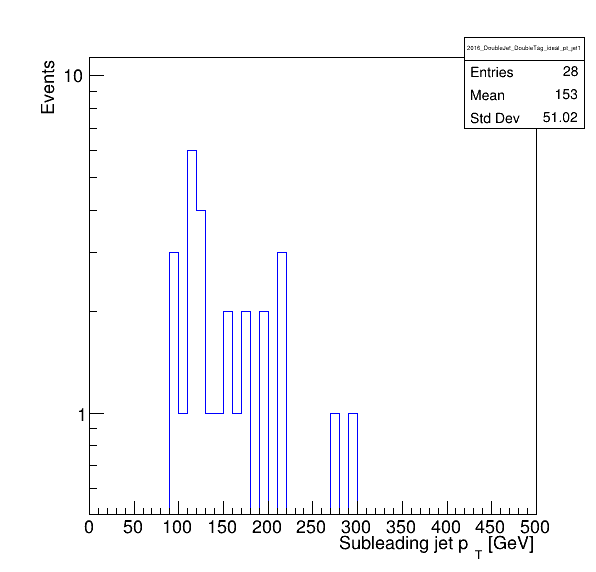 2016_DoubleJet_DoubleTag_ideal_pt_jet1
Entries 28
Mean 153
Std Dev 51.02
Events
10
1
0 50 100 150 200 250 300 350 400 450 500
Subleading jet p T [GeV]